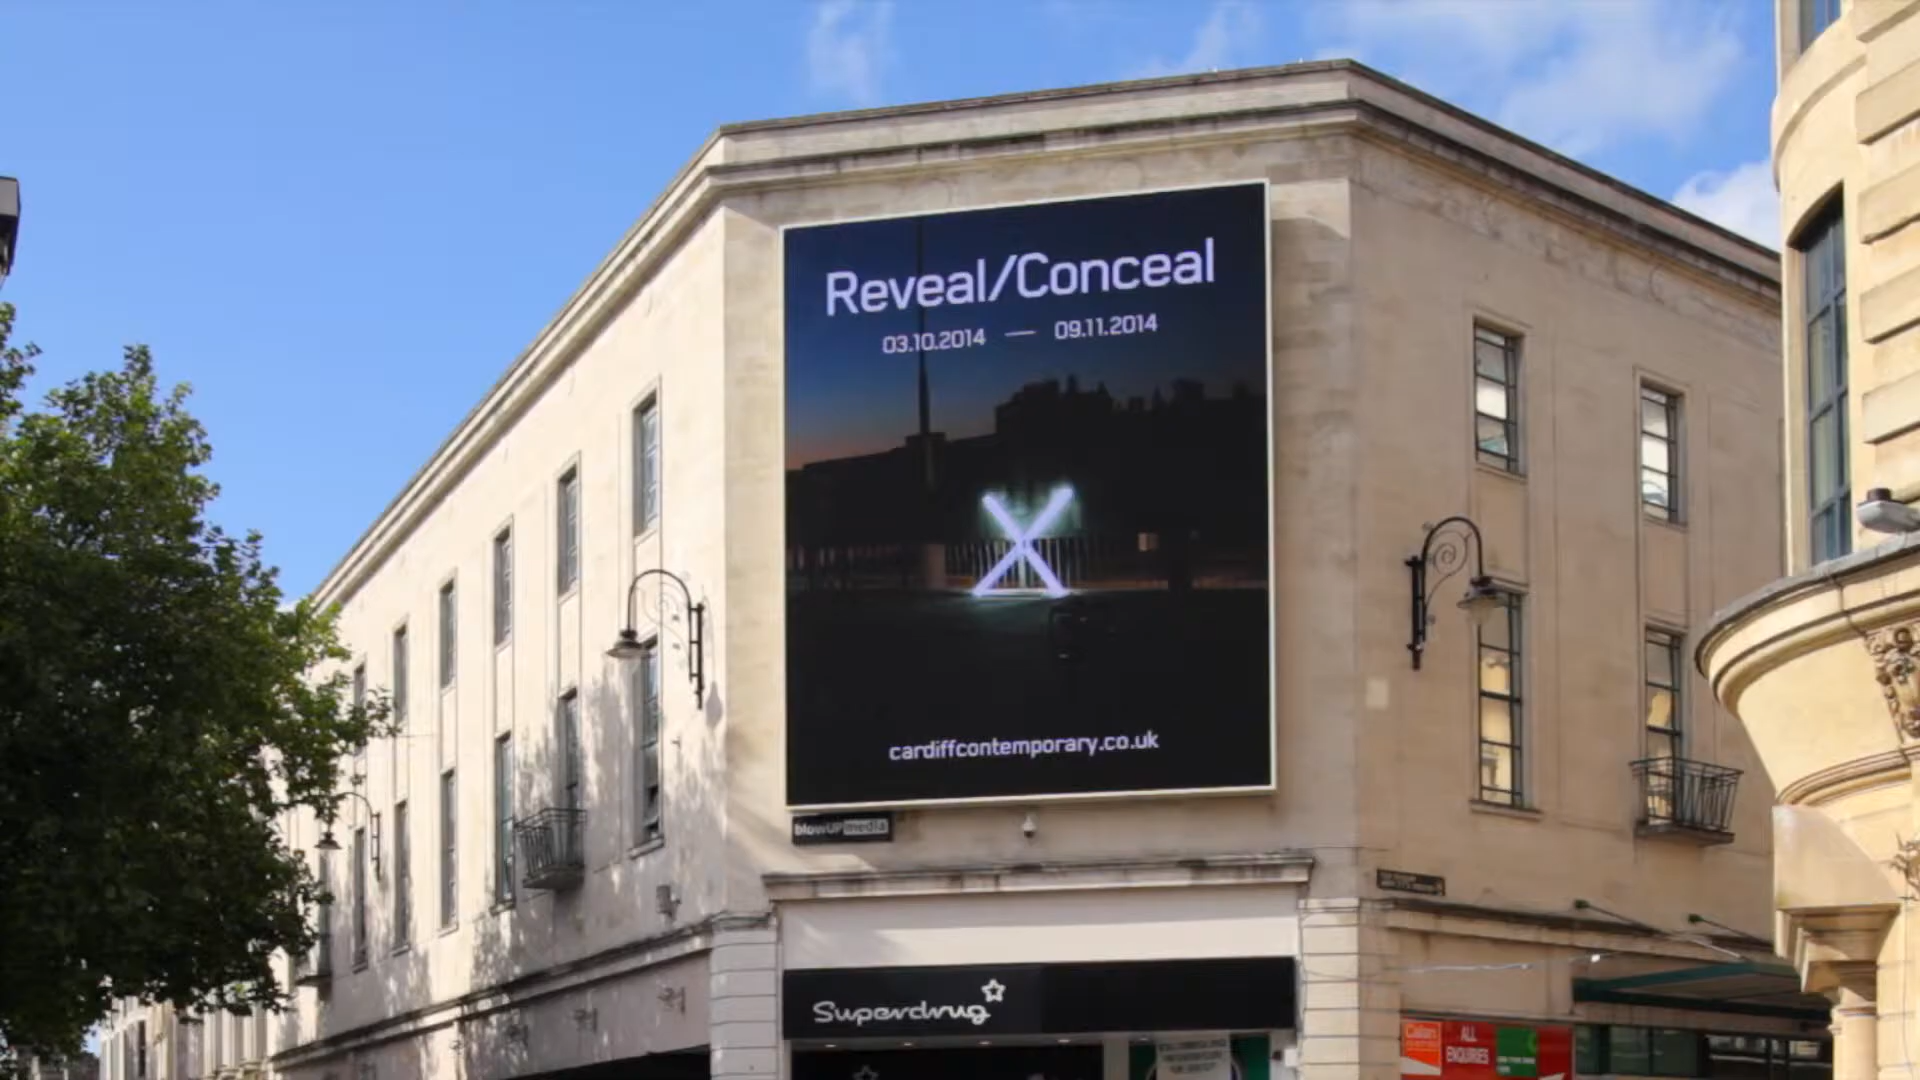 Reveal/Conceal
03.10.2014 — 09.11.2014
cardiffcontemporary.co.uk
blowUP media
Superdrug
ALL
ENQUIRIES